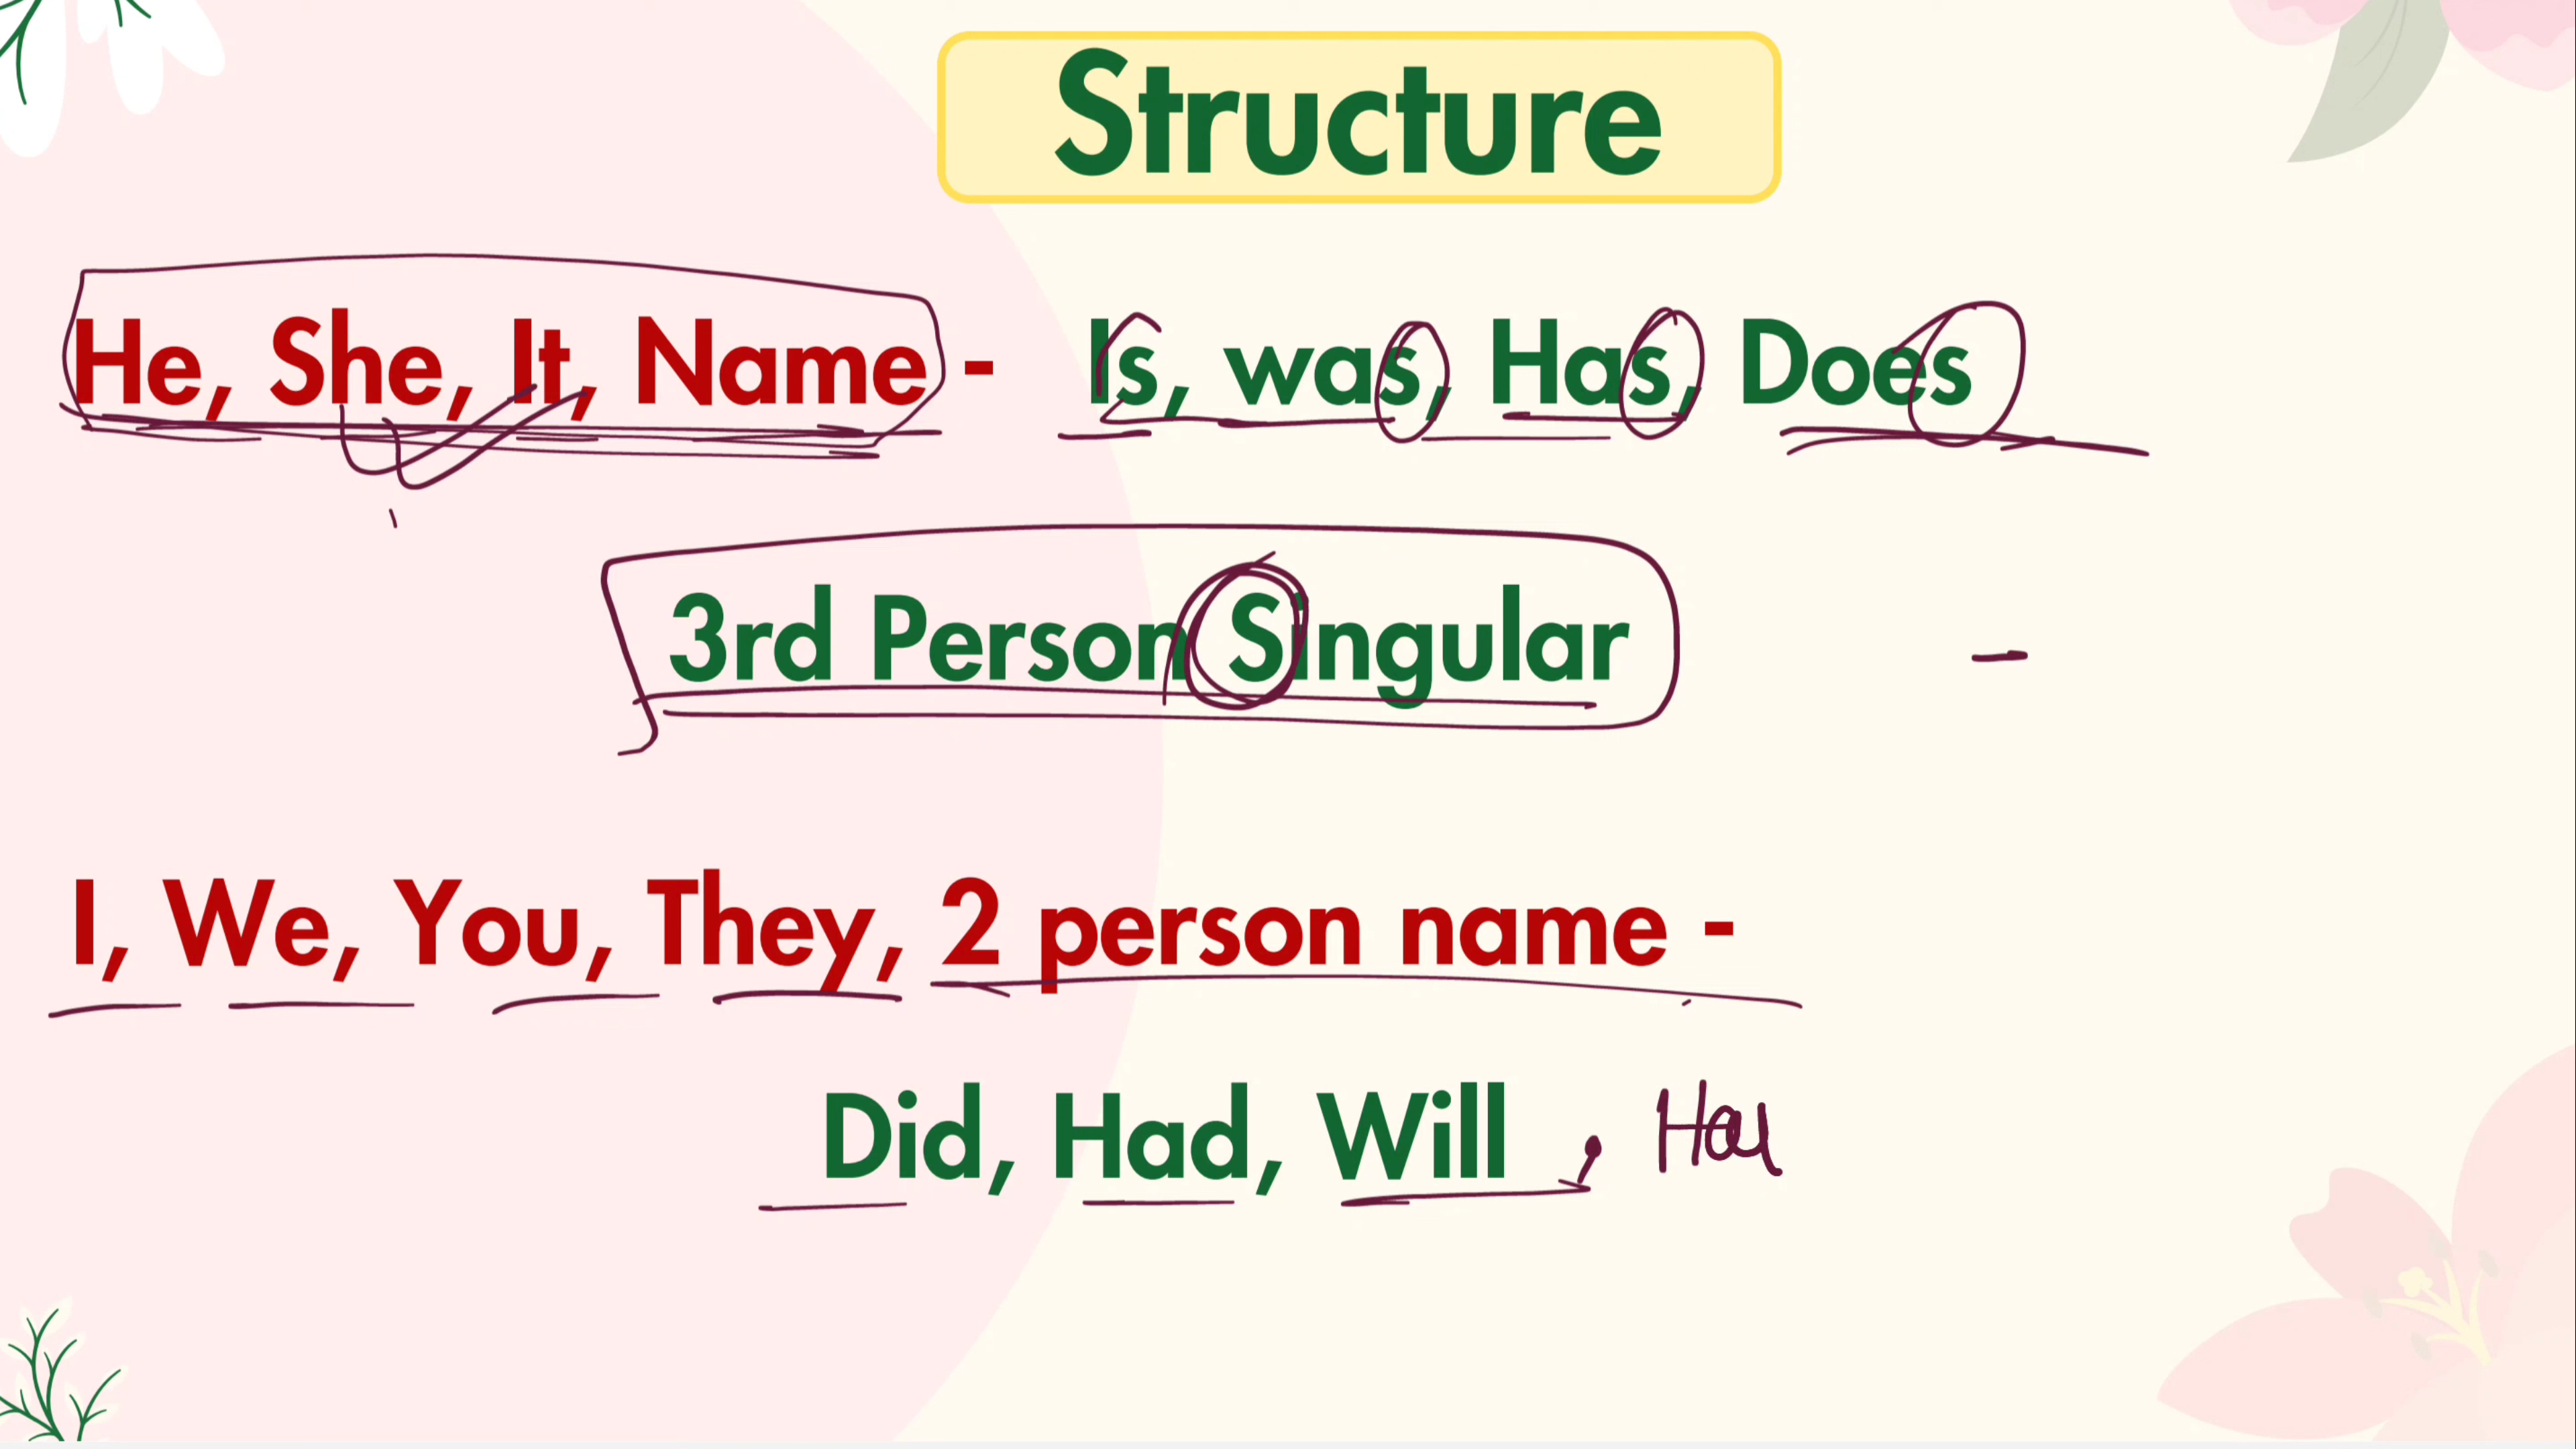 Structure
He, She, It, Name - Is, was, Has, Does
3rd Person Singular -
I, We, You, They, 2 person name -
Did, Had, Will ,